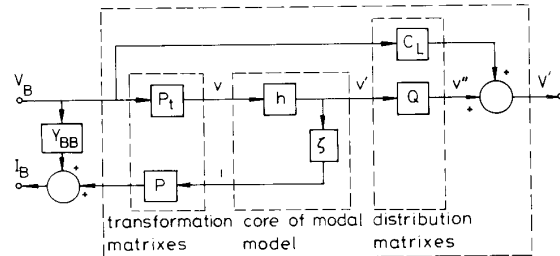 C_L
V_B
P_t
v
h
v'
Q
v''
V'
+
+
Y_BB
ζ
I_B
+
+
P
i
transformation matrixes
core of modal model
distribution matrixes